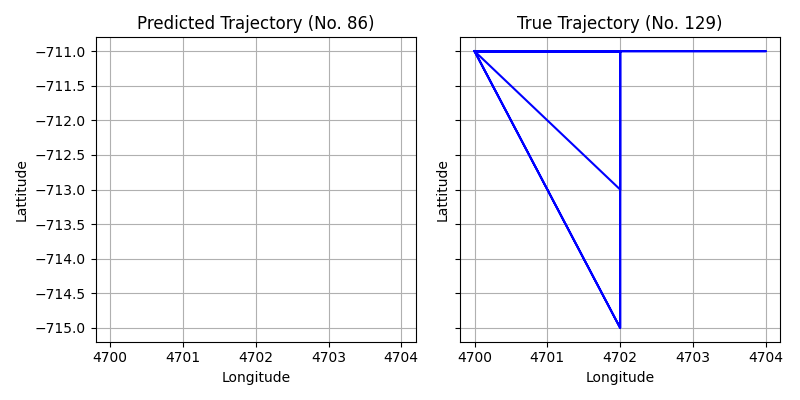 Predicted Trajectory (No. 86)
True Trajectory (No. 129)
Lattitude
−711.0
−711.5
−712.0
−712.5
−713.0
−713.5
−714.0
−714.5
−715.0
4700 4701 4702 4703 4704
Longitude
Lattitude
4700 4701 4702 4703 4704
Longitude